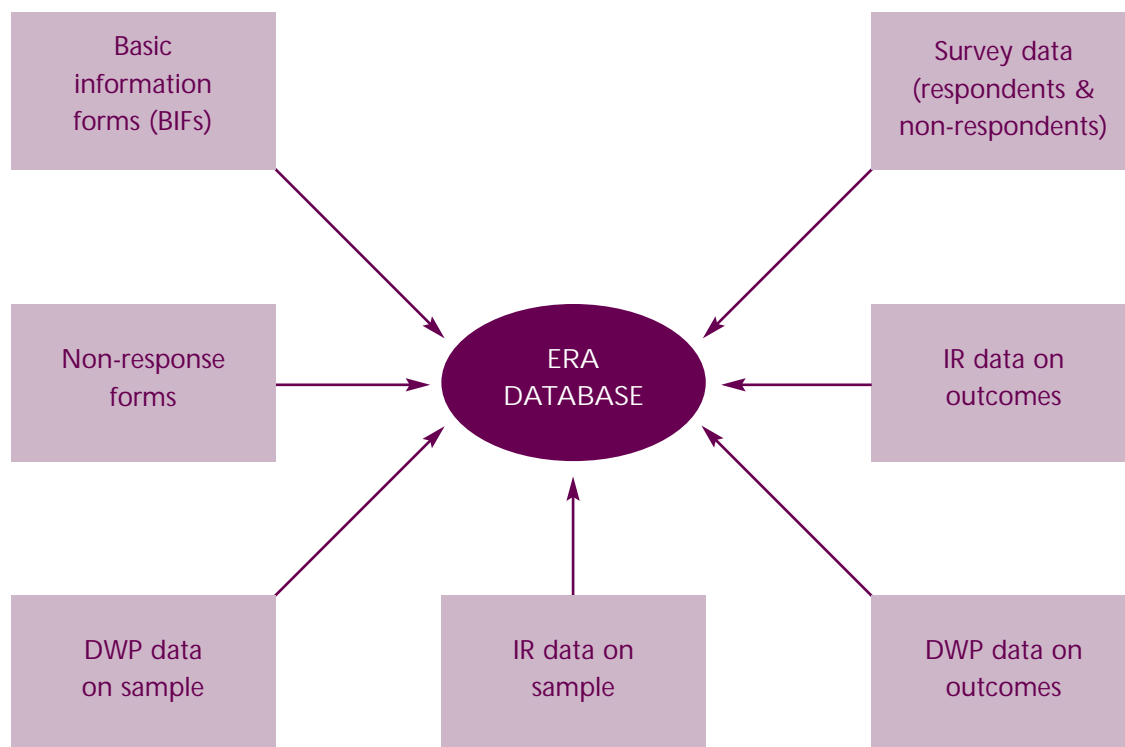 Basic
information
forms (BIFs)
Survey data
(respondents &
non-respondents)
Non-response
forms
ERA
DATABASE
IR data on
outcomes
DWP data
on sample
IR data on
sample
DWP data on
outcomes